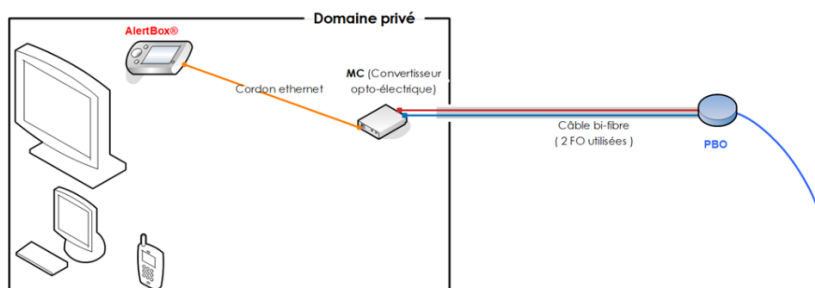 Domaine privé
AlertBox®
MC (Convertisseur
opto-électrique)
Cordon ethernet
Câble bi-fibre
( 2 FO utilisées )
PBO